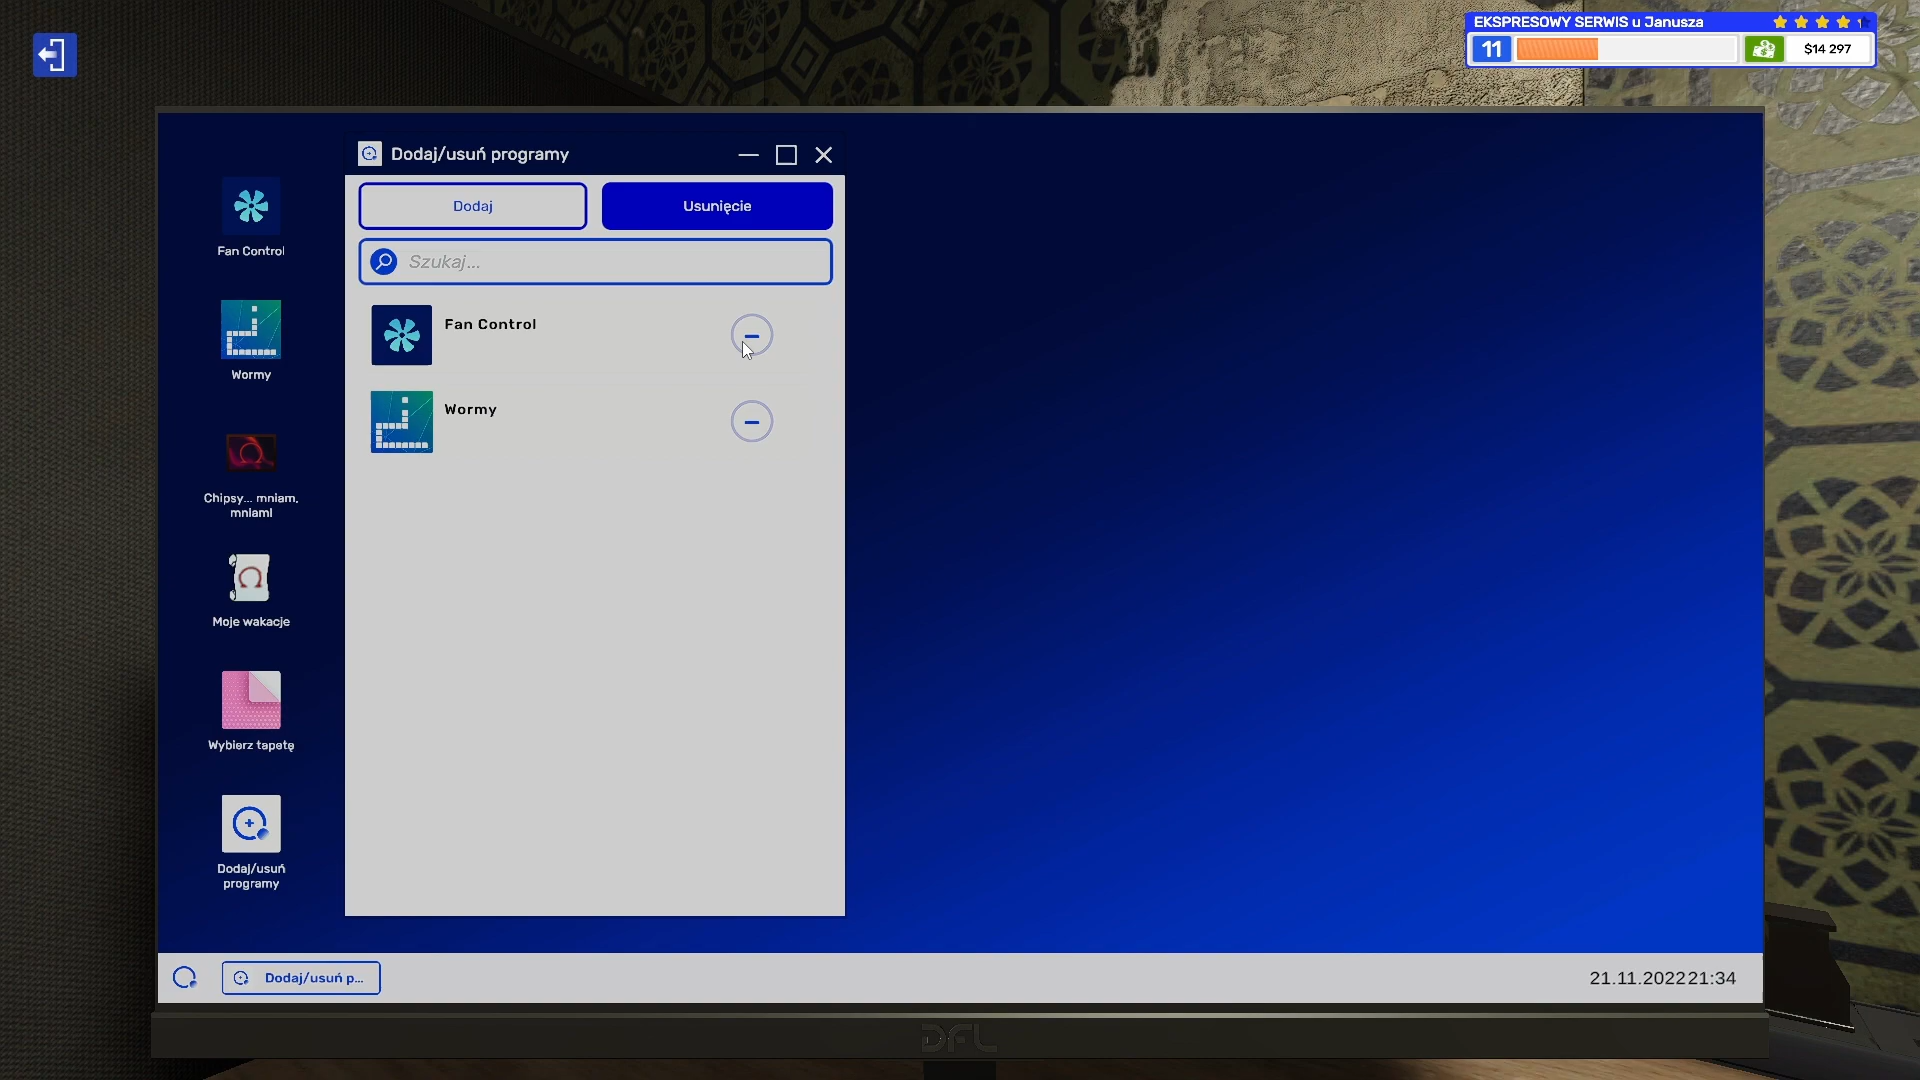 EKSPRESOWY SERWIS u Janusza
11
$14 297
Dodaj/usuń programy
Dodaj
Usunięcie
Szukaj...
Fan Control
Wormy
Fan Control
Wormy
Chipsy... mniam,
mniam!
Moje wakacje
Wybierz tapetę
Dodaj/usuń
programy
Dodaj/usuń p...
21.11.2022 21:34
DFL